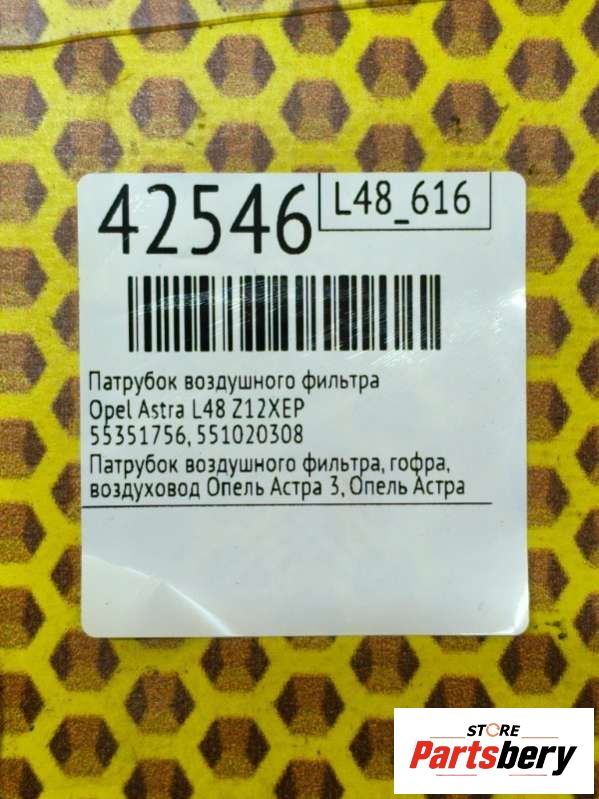 42546
L48_616
Патрубок воздушного фильтра
Opel Astra L48 Z12XEP
55351756, 551020308
Патрубок воздушного фильтра, гофра,
воздуховод Опель Астра 3, Опель Астра
STORE
Partsbery